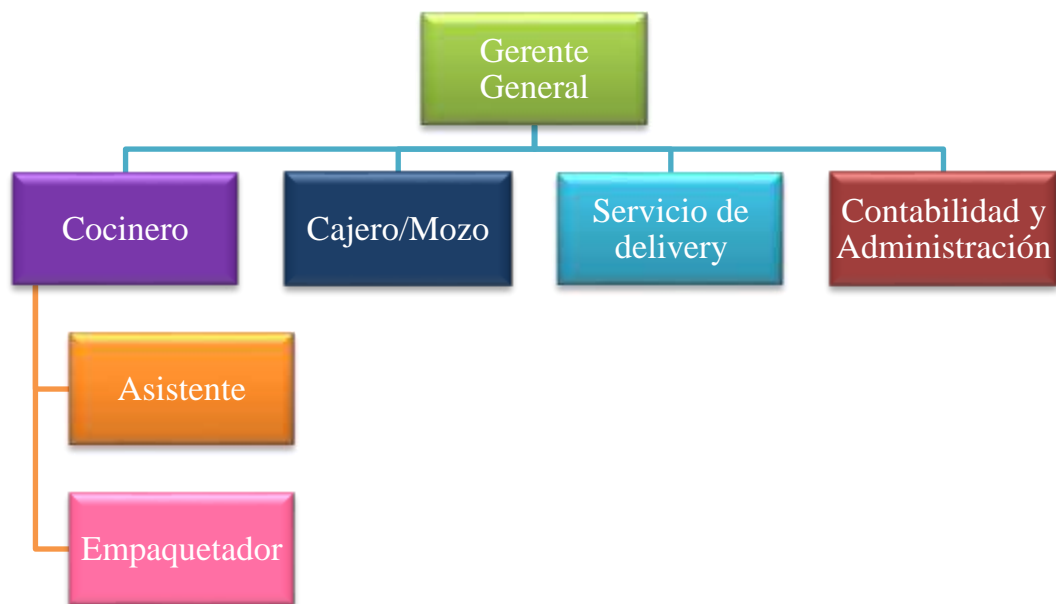 Gerente
General
Cocinero
Cajero/Mozo
Servicio de
delivery
Contabilidad y
Administración
Asistente
Empaquetador